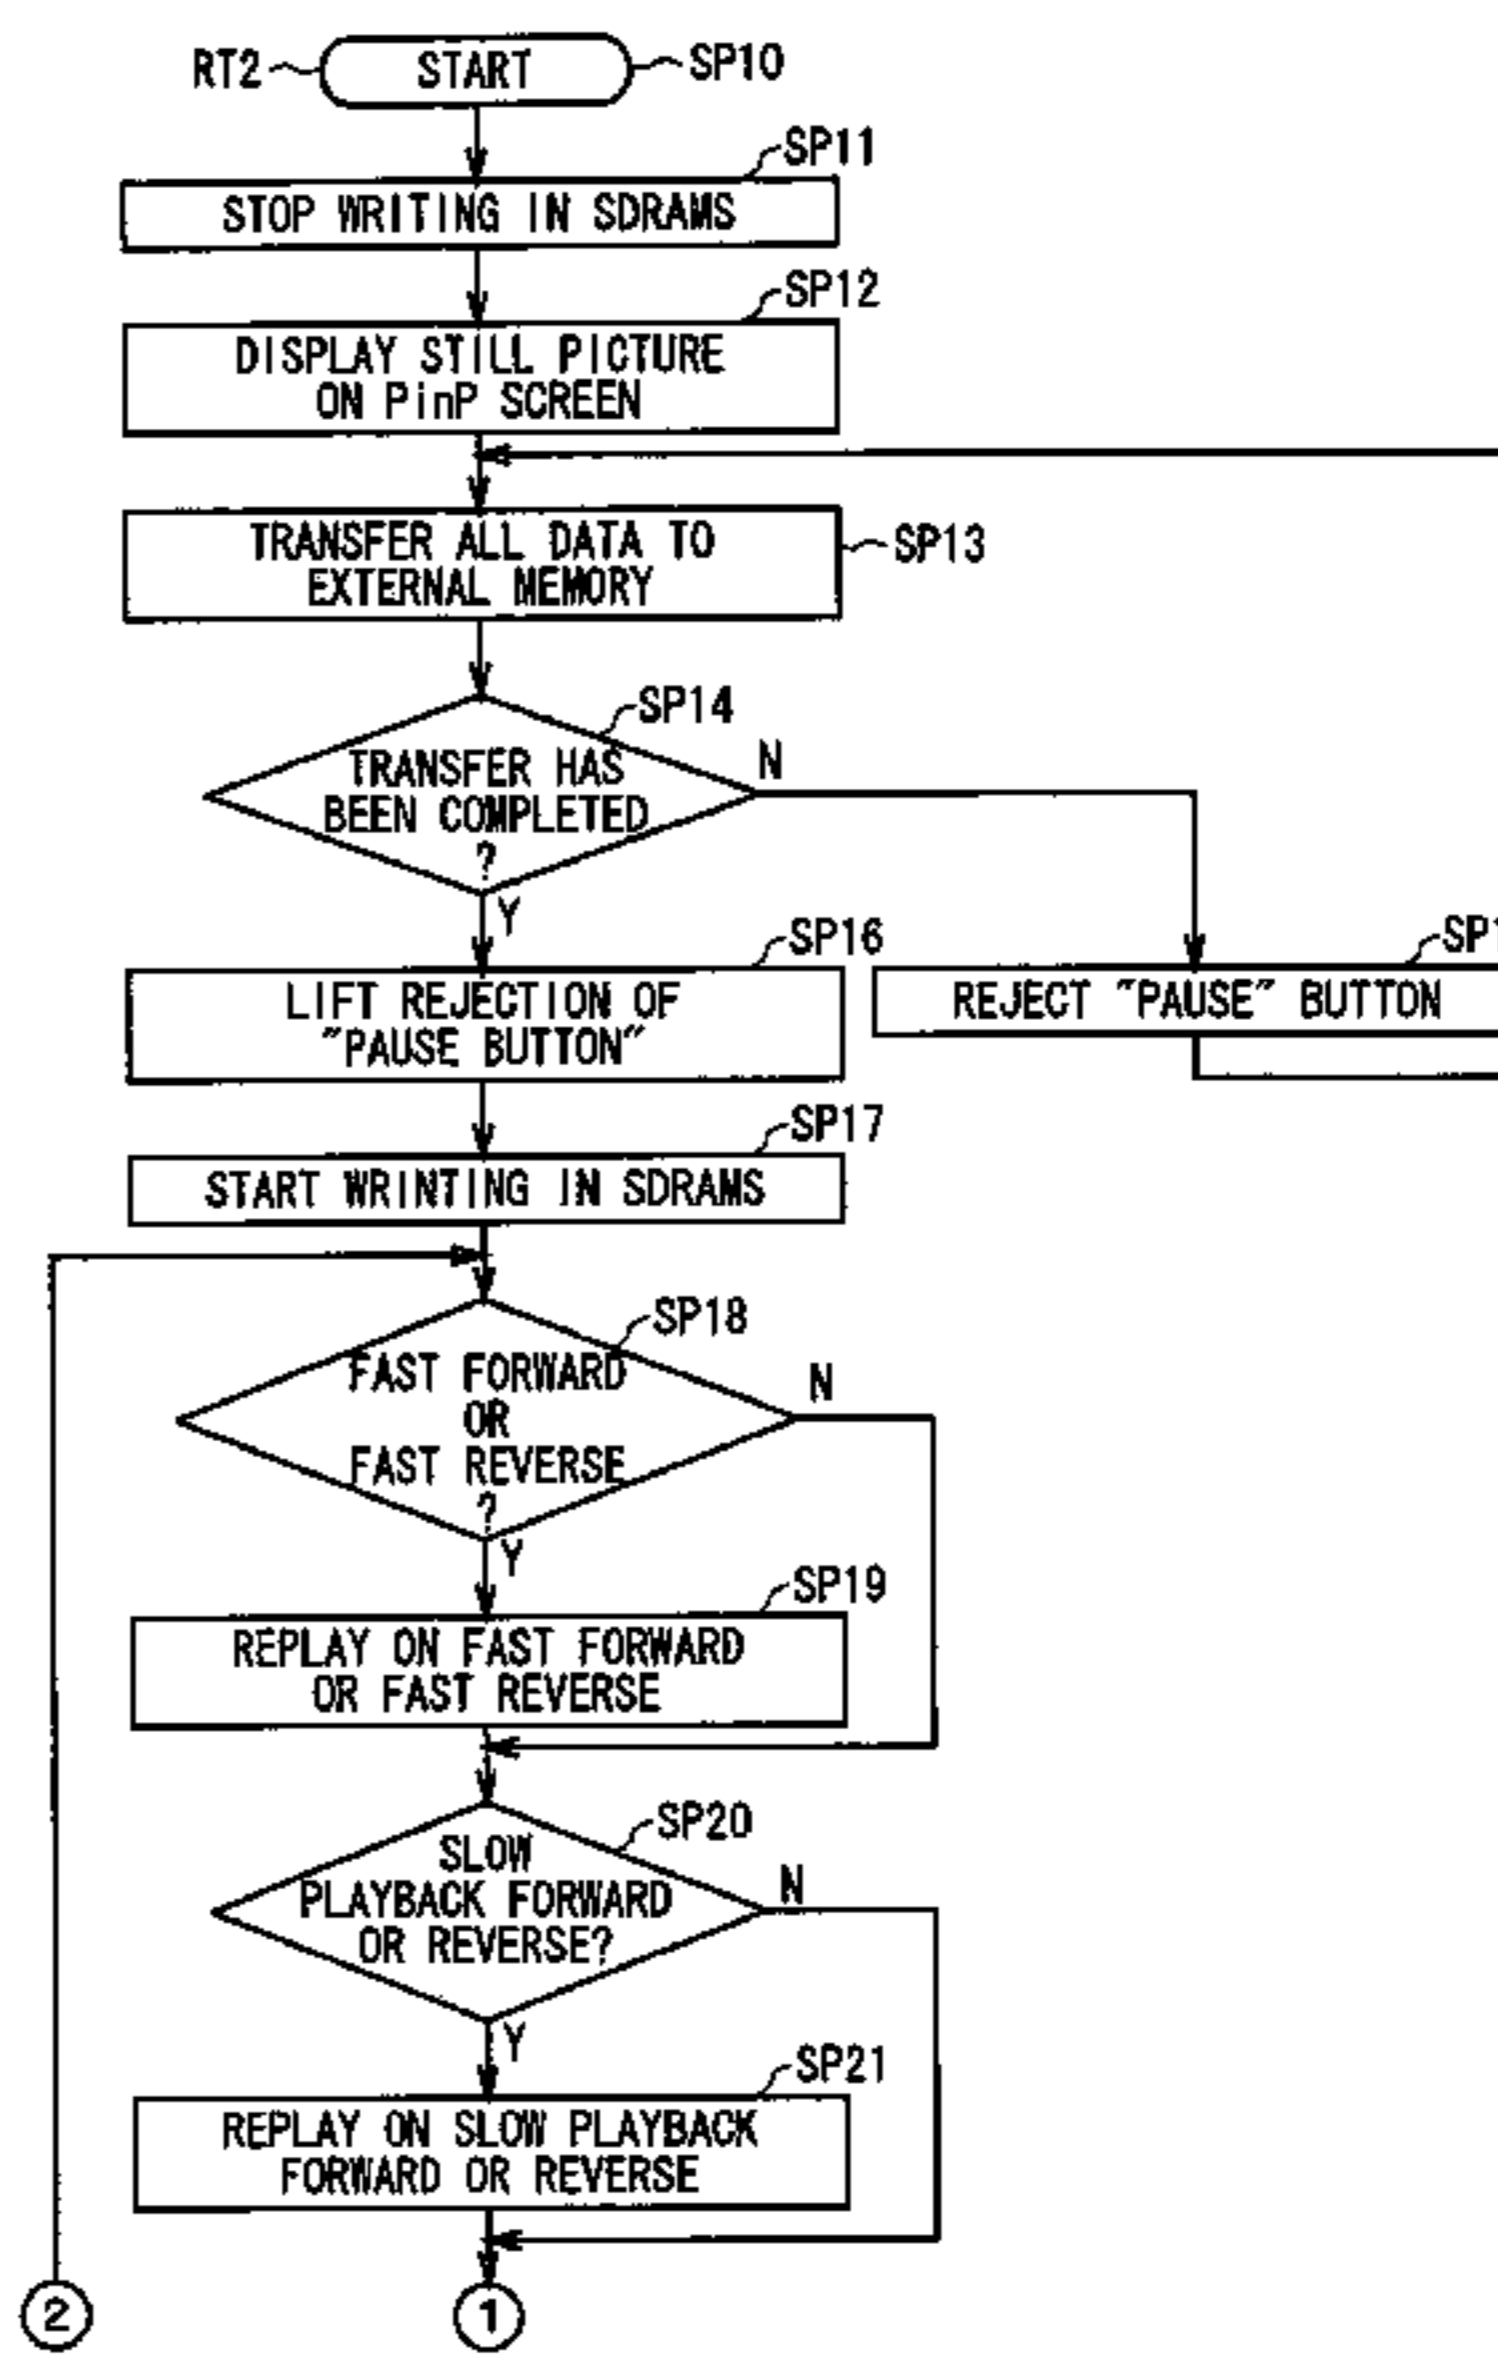 RT2 START SP10
SP11
STOP WRITING IN SDRAMS
SP12
DISPLAY STILL PICTURE
ON PinP SCREEN
TRANSFER ALL DATA TO
EXTERNAL MEMORY
SP13
SP14
TRANSFER HAS
BEEN COMPLETED
?
N
Y
SP16
LIFT REJECTION OF
"PAUSE BUTTON"
REJECT "PAUSE" BUTTON
SP17
START WRINTING IN SDRAMS
SP18
FAST FORWARD
OR
FAST REVERSE
?
N
Y
SP19
REPLAY ON FAST FORWARD
OR FAST REVERSE
SP20
SLOW
PLAYBACK FORWARD
OR REVERSE?
N
Y
SP21
REPLAY ON SLOW PLAYBACK
FORWARD OR REVERSE
2
1